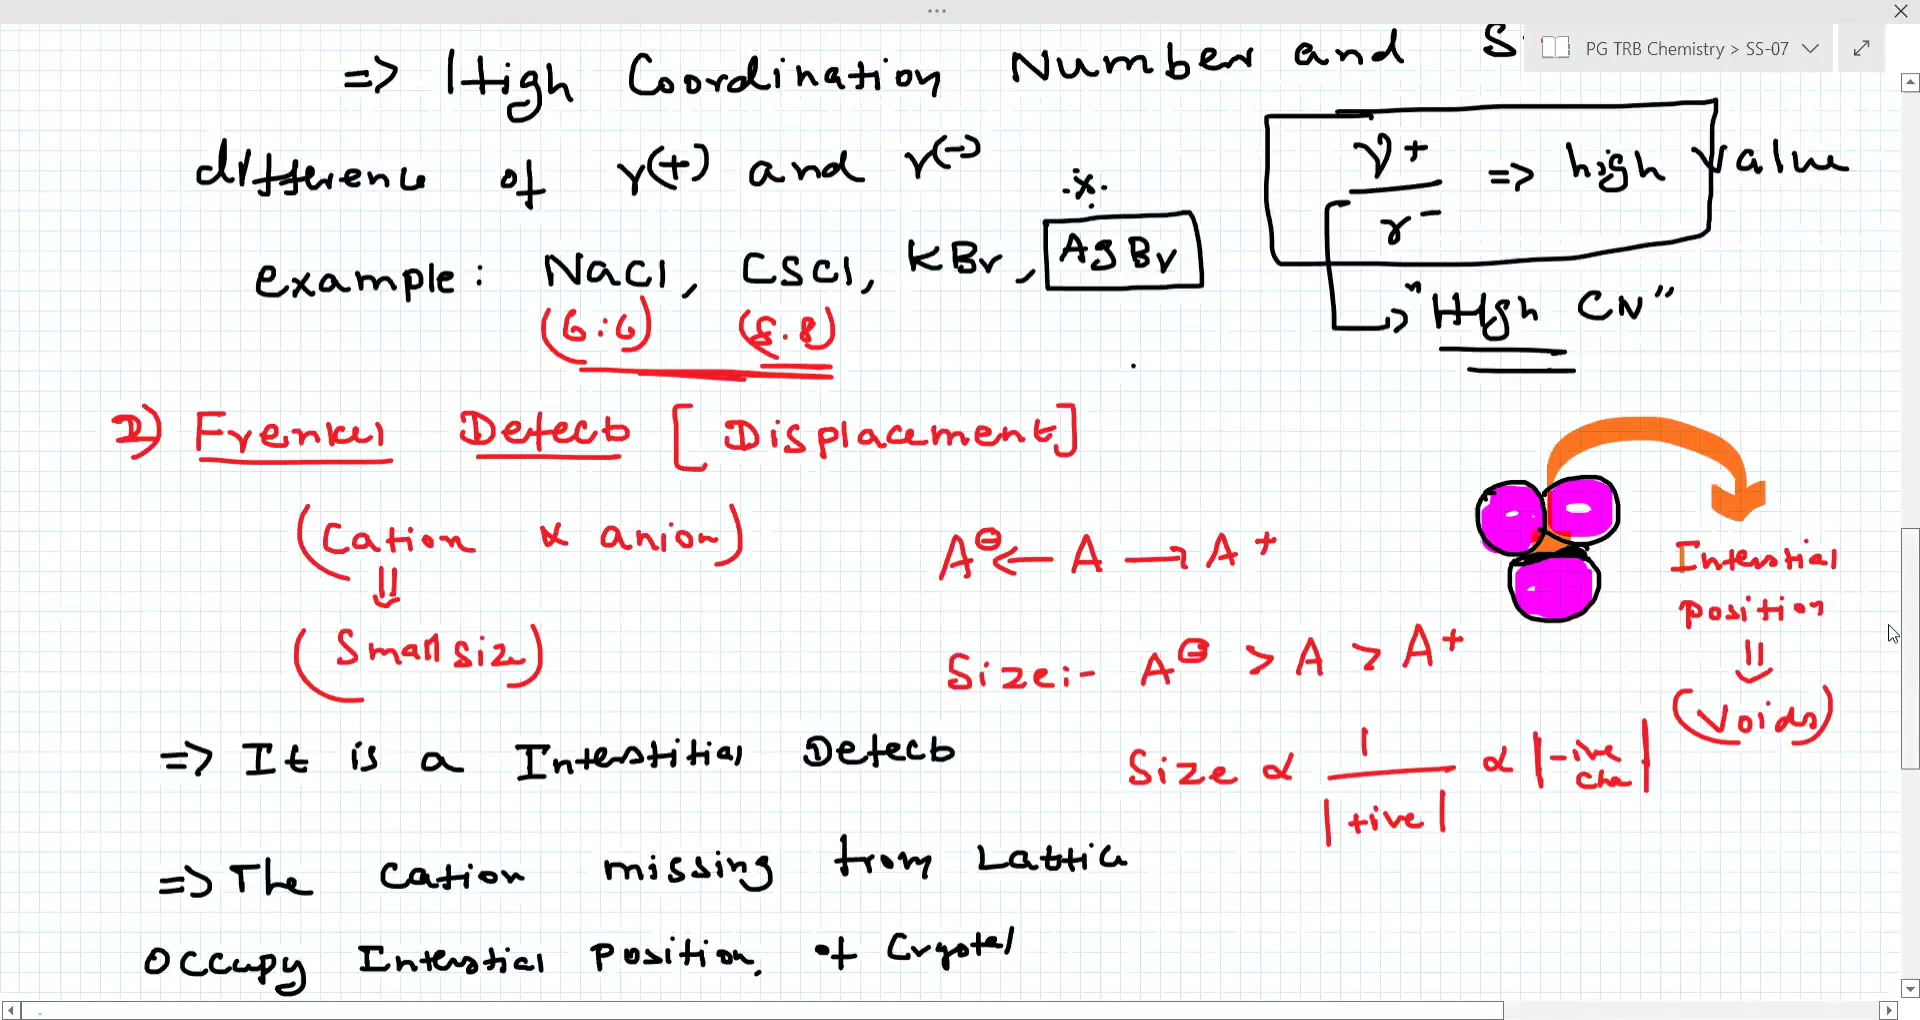 PG TRB Chemistry > SS-07
=> High Coordination Number and S
difference of r(+) and r(-)
r+ / r- => high value
example: NaCl, CsCl, KBr, AgBr
(6:6) (8:8)
"High CN"
2) Frenkel Defect [Displacement]
(Cation & anion)
A⊖ <— A —> A+
Interstial
position
(Small size)
Size:- A⊖ > A > A+
(Voids)
=> It is a Interstitial Defect
Size ∝ 1 / |+ive| ∝ |-ive cha|
=> The Cation missing from Lattice
Occupy Interstial Position of Crystal